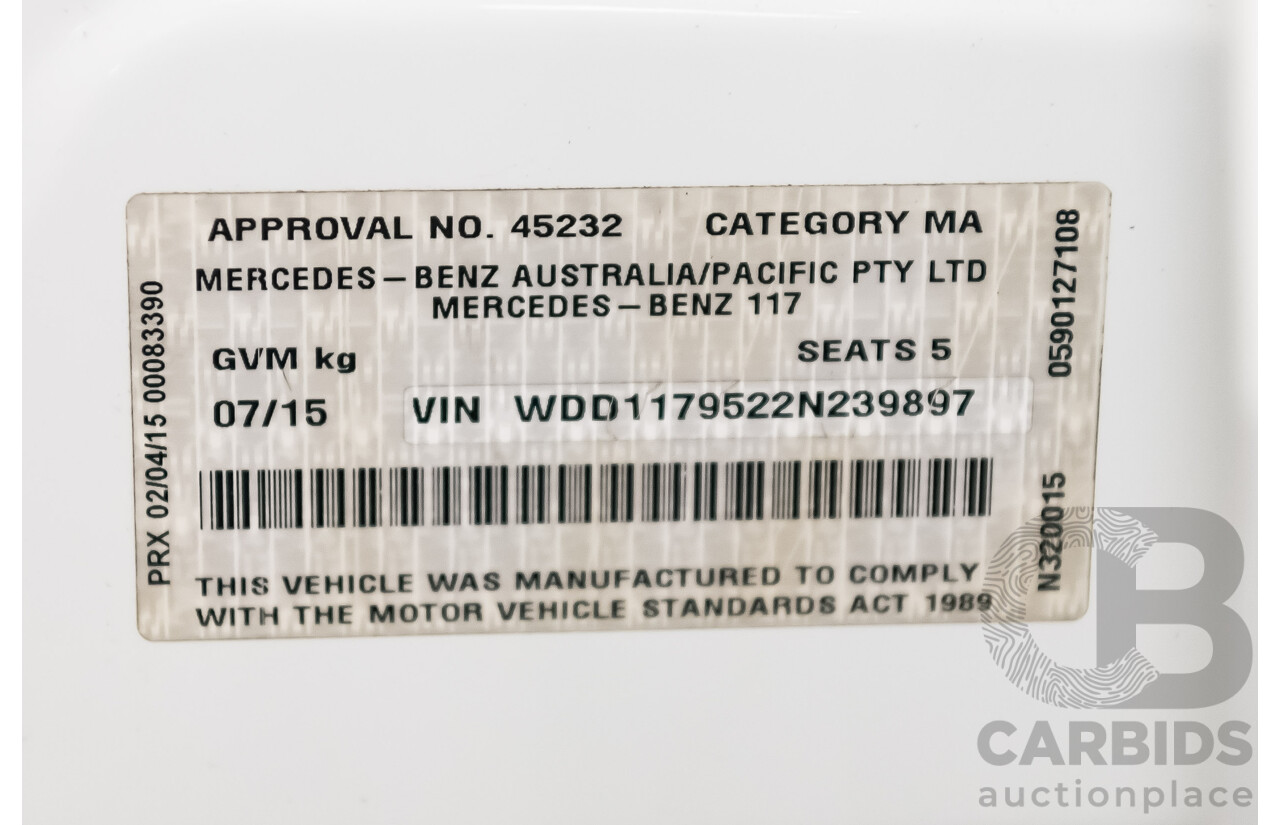 APPROVAL NO. 45232 CATEGORY MA
MERCEDES-BENZ AUSTRALIA/PACIFIC PTY LTD
MERCEDES-BENZ 117
GVM kg SEATS 5
07/15 VIN WDD1179522N239897
THIS VEHICLE WAS MANUFACTURED TO COMPLY
WITH THE MOTOR VEHICLE STANDARDS ACT 1989
PRX 02/04/15 00083390
N320015 0590127108
CB
CARBIDS
auctionplace